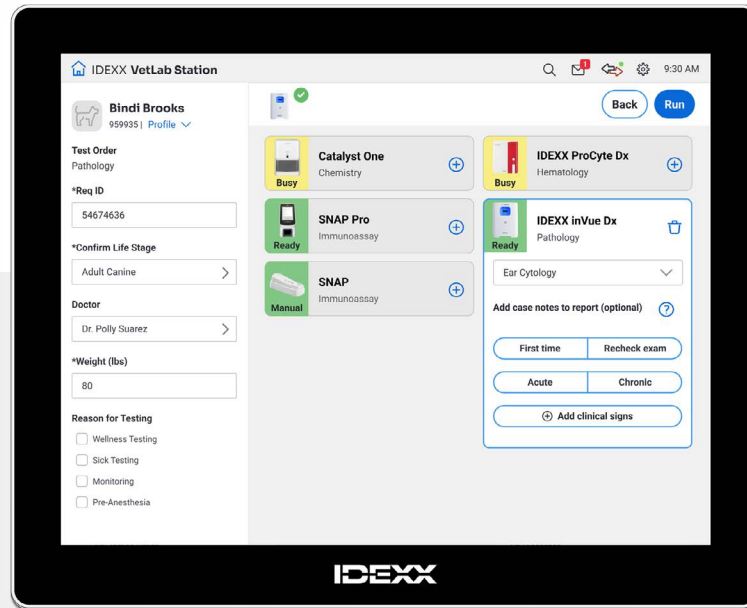 IDEXX VetLab Station
1
9:30 AM
Bindi Brooks
959935 | Profile
Test Order
Pathology
*Req ID
54674636
*Confirm Life Stage
Adult Canine
Doctor
Dr. Polly Suarez
*Weight (lbs)
80
Reason for Testing
Wellness Testing
Sick Testing
Monitoring
Pre-Anesthesia
Back
Run
Catalyst One
Chemistry
Busy
IDEXX ProCyte Dx
Hematology
Busy
SNAP Pro
Immunoassay
Ready
IDEXX inVue Dx
Pathology
Ready
SNAP
Immunoassay
Manual
Ear Cytology
Add case notes to report (optional) ?
First time
Recheck exam
Acute
Chronic
Add clinical signs
IDEXX